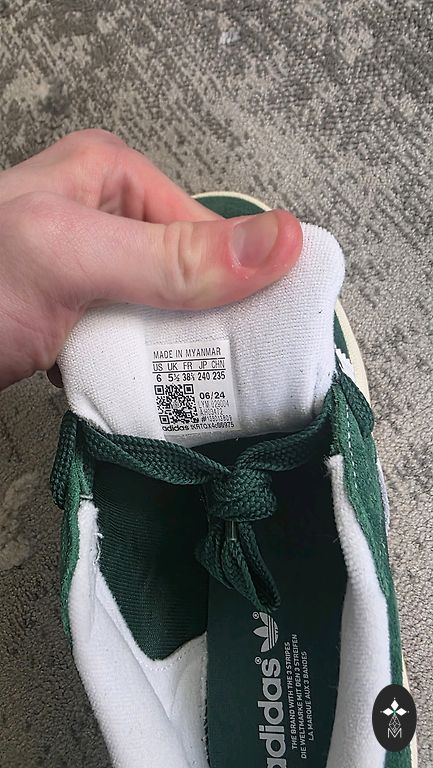 MADE IN MYANMAR
US UK FR JP CHN
6 5½ 38⅔ 240 235
06/24
adidas
adidas®
THE BRAND WITH THE 3 STRIPES
DIE WELTMARKE MIT DEN 3 STREIFEN
LA MARQUE AUX 3 BANDES
M